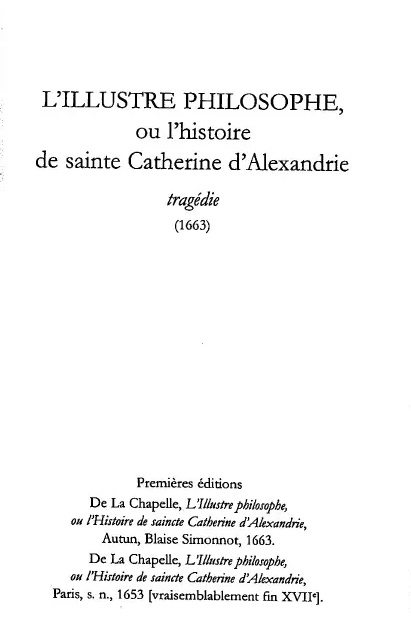 L'ILLUSTRE PHILOSOPHE,
ou l'histoire
de sainte Catherine d'Alexandrie
tragédie
(1663)
Premières éditions
De La Chapelle, L'Illustre philosophe,
ou l'Histoire de saincte Catherine d'Alexandrie,
Autun, Blaise Simonnot, 1663.
De La Chapelle, L'Illustre philosophe,
ou l'Histoire de saincte Catherine d'Alexandrie,
Paris, s. n., 1653 [vraisemblablement fin XVIIᵉ].